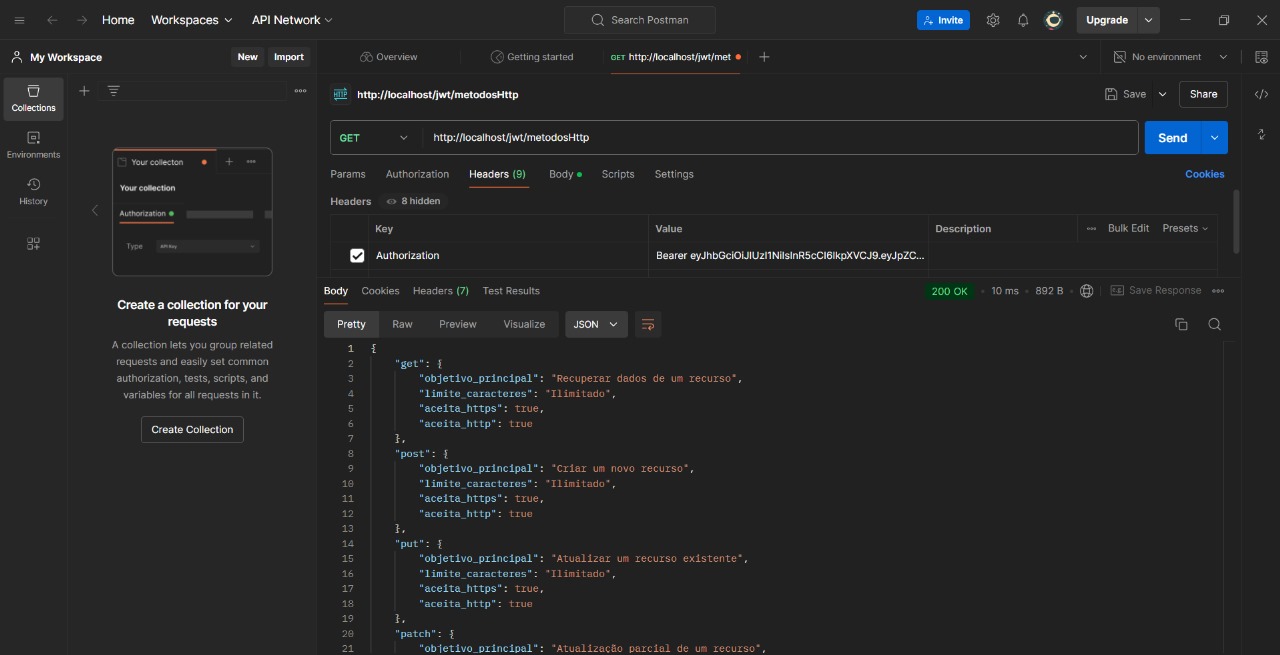 Home Workspaces API Network Search Postman Invite Upgrade
My Workspace New Import Overview Getting started GET http://localhost/jwt/met No environment
Collections
Environments
History
Your collecton
Your collection
Authorization
Type API Key
Create a collection for your
requests
A collection lets you group related
requests and easily set common
authorization, tests, scripts, and
variables for all requests in it.
Create Collection
HTTP http://localhost/jwt/metodosHttp Save Share
GET http://localhost/jwt/metodosHttp Send
Params Authorization Headers (9) Body Scripts Settings Cookies
Headers 8 hidden
Key Value Description Bulk Edit Presets
Authorization Bearer eyJhbGciOiJIUzI1NiIsInR5cCI6IkpXVCJ9.eyJpZC...
Body Cookies Headers (7) Test Results 200 OK 10 ms 892 B Save Response
Pretty Raw Preview Visualize JSON
1 {
2 "get": {
3 "objetivo_principal": "Recuperar dados de um recurso",
4 "limite_caracteres": "Ilimitado",
5 "aceita_https": true,
6 "aceita_http": true
7 },
8 "post": {
9 "objetivo_principal": "Criar um novo recurso",
10 "limite_caracteres": "Ilimitado",
11 "aceita_https": true,
12 "aceita_http": true
13 },
14 "put": {
15 "objetivo_principal": "Atualizar um recurso existente",
16 "limite_caracteres": "Ilimitado",
17 "aceita_https": true,
18 "aceita_http": true
19 },
20 "patch": {
21 "objetivo_principal": "Atualização parcial de um recurso",